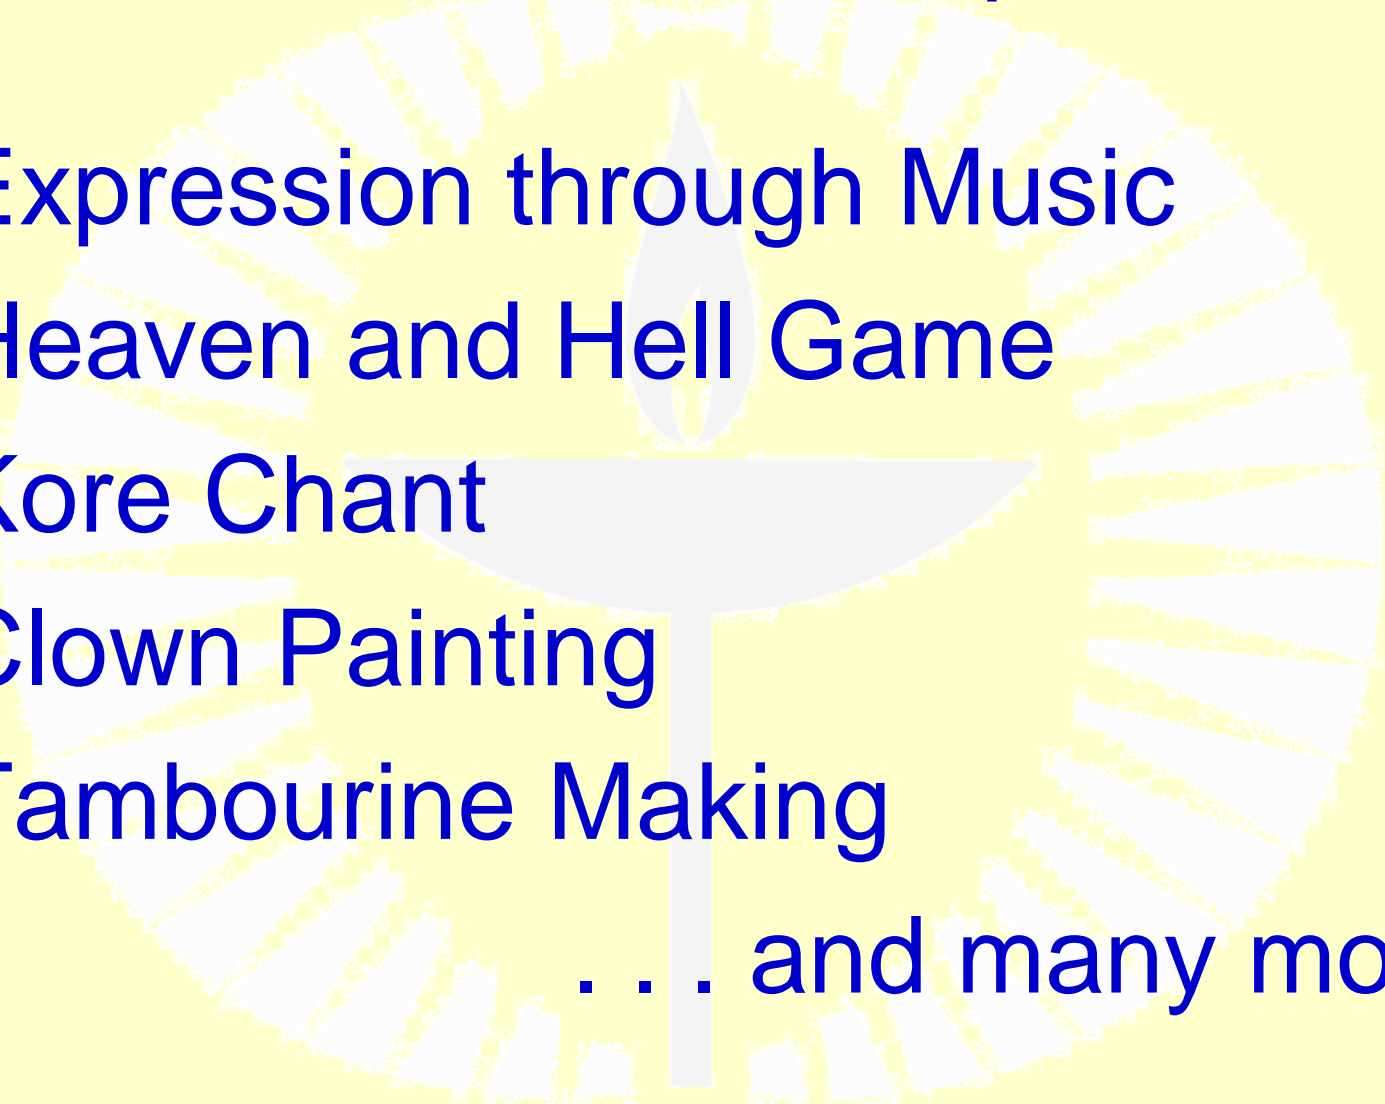 Expression through Music
Heaven and Hell Game
Kore Chant
Clown Painting
Tambourine Making
. . . and many mo